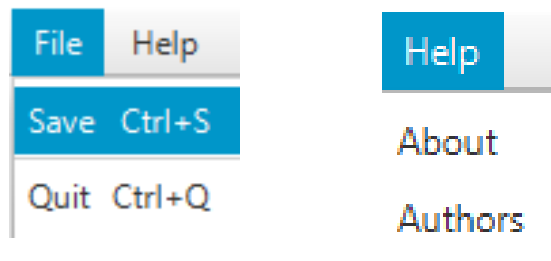 File Help
Save Ctrl+S
Quit Ctrl+Q
Help
About
Authors